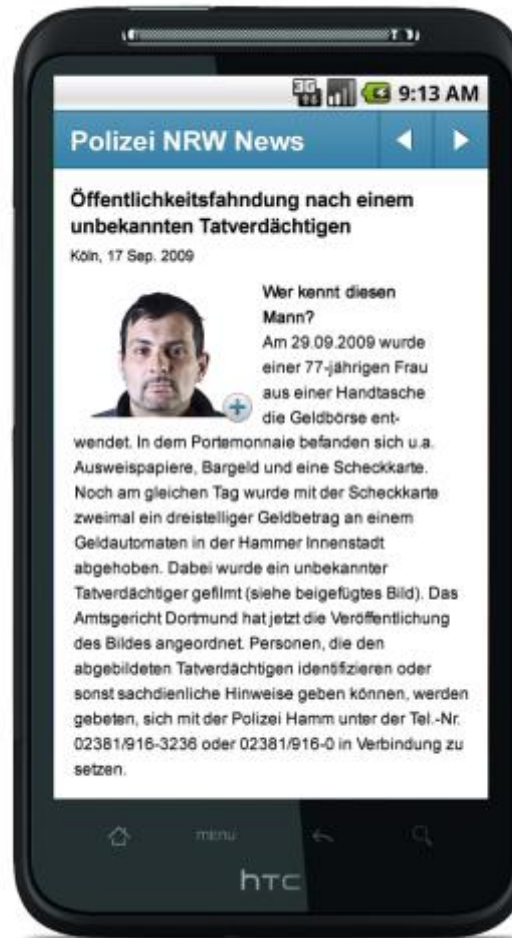 9:13 AM
Polizei NRW News
Öffentlichkeitsfahndung nach einem
unbekannten Tatverdächtigen
Köln, 17 Sep. 2009
Wer kennt diesen
Mann?
Am 29.09.2009 wurde
einer 77-jährigen Frau
aus einer Handtasche
die Geldbörse ent-
wendet. In dem Portemonnaie befanden sich u.a.
Ausweispapiere, Bargeld und eine Scheckkarte.
Noch am gleichen Tag wurde mit der Scheckkarte
zweimal ein dreistelliger Geldbetrag an einem
Geldautomaten in der Hammer Innenstadt
abgehoben. Dabei wurde ein unbekannter
Tatverdächtiger gefilmt (siehe beigefügtes Bild). Das
Amtsgericht Dortmund hat jetzt die Veröffentlichung
des Bildes angeordnet. Personen, die den
abgebildeten Tatverdächtigen identifizieren oder
sonst sachdienliche Hinweise geben können, werden
gebeten, sich mit der Polizei Hamm unter der Tel.-Nr.
02381/916-3236 oder 02381/916-0 in Verbindung zu
setzen.
menu
hTC